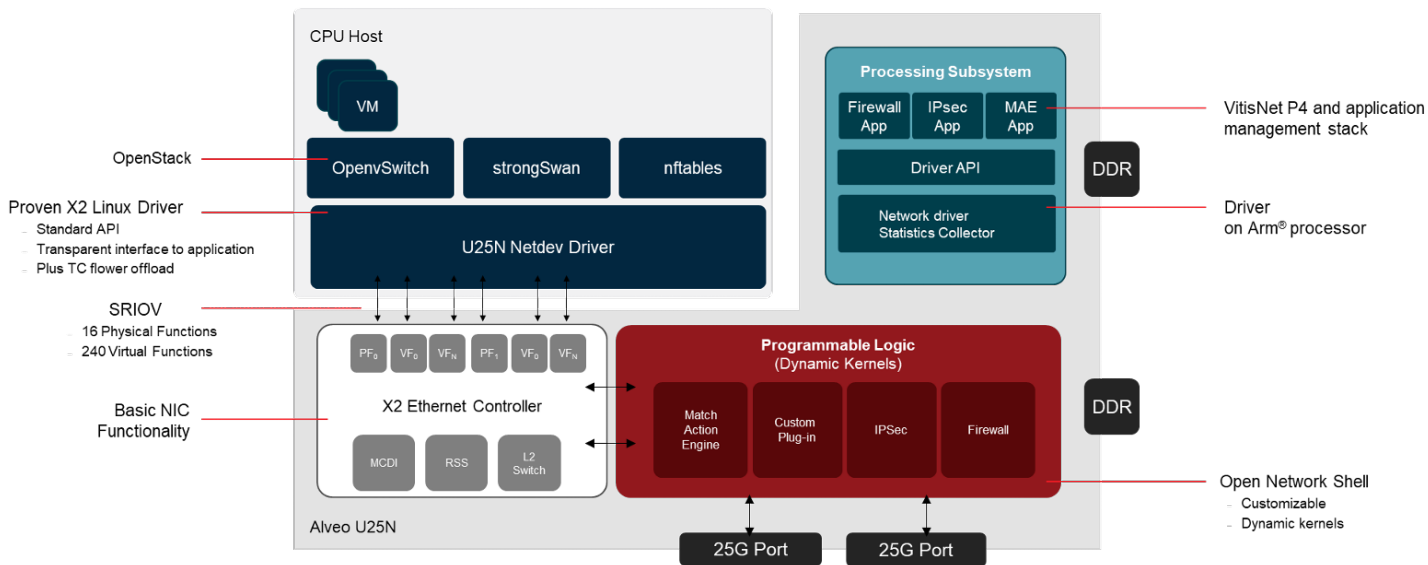 CPU Host
VM
OpenStack
OpenvSwitch
strongSwan
nftables
Proven X2 Linux Driver
– Standard API
– Transparent interface to application
– Plus TC flower offload
U25N Netdev Driver
SRIOV
– 16 Physical Functions
– 240 Virtual Functions
PF0
VF0
VFN
PF1
VF0
VFN
X2 Ethernet Controller
Basic NIC
Functionality
MCDI
RSS
L2
Switch
Alveo U25N
Processing Subsystem
Firewall
App
IPsec
App
MAE
App
VitisNet P4 and application
management stack
Driver API
DDR
Network driver
Statistics Collector
Driver
on Arm® processor
Programmable Logic
(Dynamic Kernels)
Match
Action
Engine
Custom
Plug-in
IPSec
Firewall
DDR
Open Network Shell
– Customizable
– Dynamic kernels
25G Port
25G Port